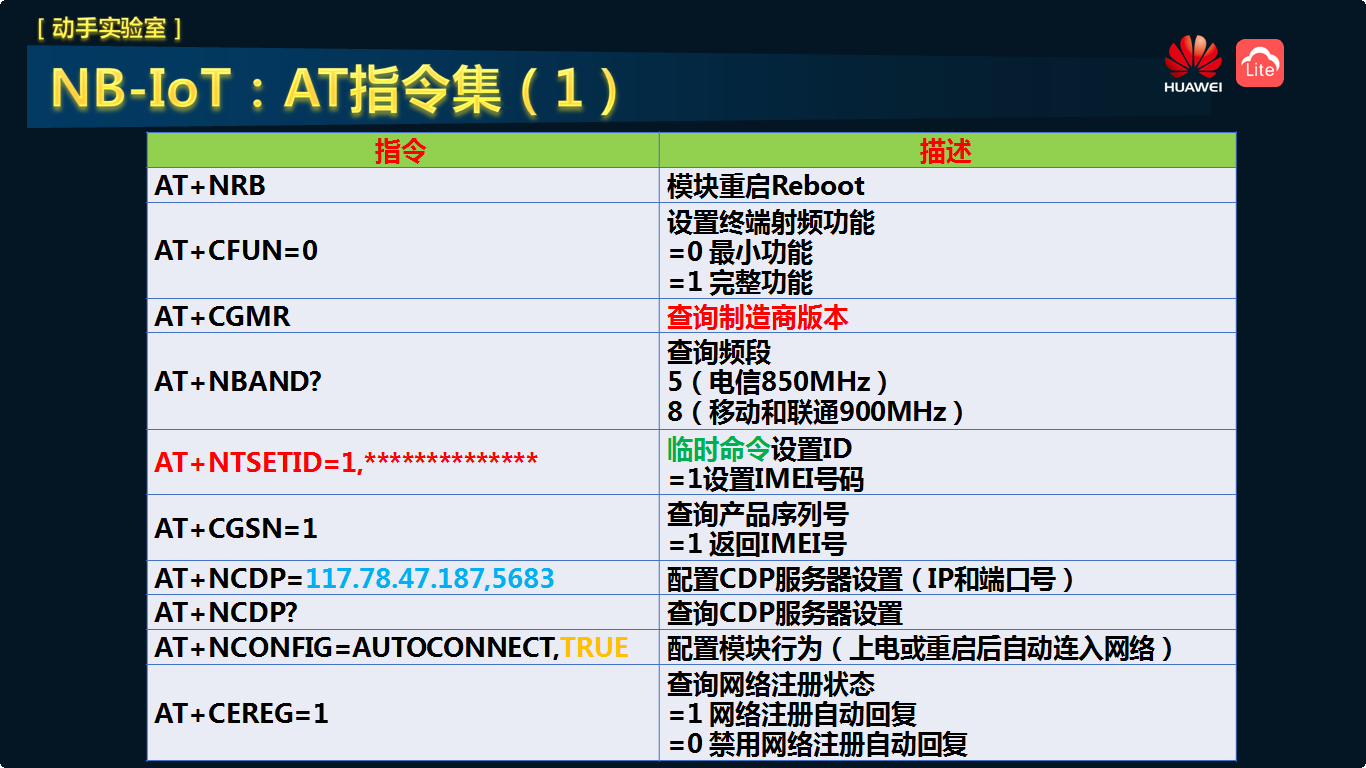 [ 动手实验室 ]
NB-IoT：AT指令集（1）
HUAWEI
Lite
指令
描述
AT+NRB
模块重启Reboot
AT+CFUN=0
设置终端射频功能
=0 最小功能
=1 完整功能
AT+CGMR
查询制造商版本
AT+NBAND?
查询频段
5（电信850MHz）
8（移动和联通900MHz）
AT+NTSETID=1,**************
临时命令设置ID
=1设置IMEI号码
AT+CGSN=1
查询产品序列号
=1 返回IMEI号
AT+NCDP=117.78.47.187,5683
配置CDP服务器设置（IP和端口号）
AT+NCDP?
查询CDP服务器设置
AT+NCONFIG=AUTOCONNECT,TRUE
配置模块行为（上电或重启后自动连入网络）
AT+CEREG=1
查询网络注册状态
=1 网络注册自动回复
=0 禁用网络注册自动回复